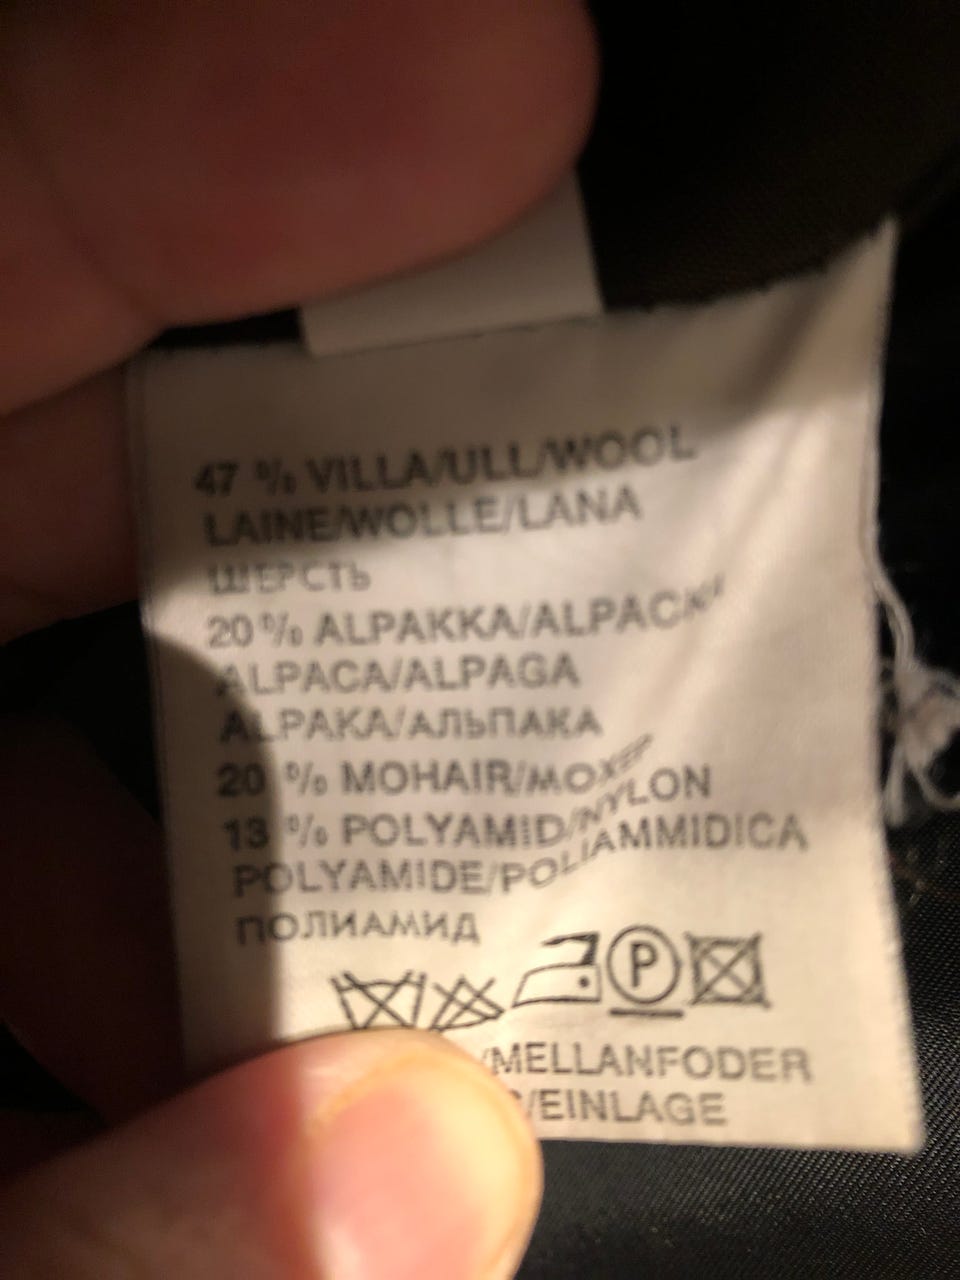 47 % VILLA/ULL/WOOL
LAINE/WOLLE/LANA
ШЕРСТЬ
20 % ALPAKKA/ALPACKA
ALPACA/ALPAGA
ALPAKA/АЛЬПАКА
20 % MOHAIR/МОХЕР
13 % POLYAMID/NYLON
POLYAMIDE/POLIAMMIDICA
ПОЛИАМИД
P
/MELLANFODER
/EINLAGE